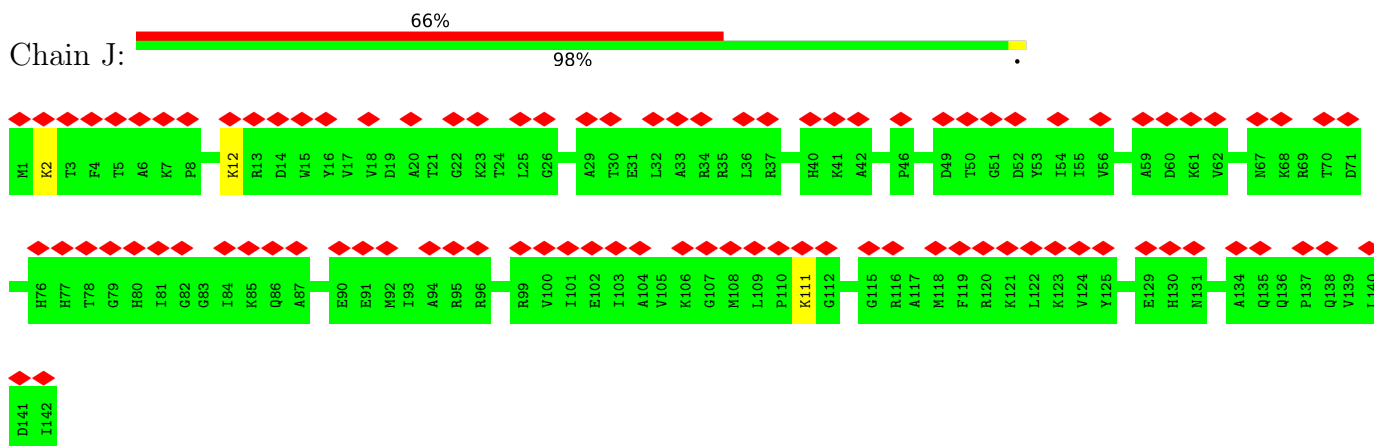 66%
Chain J:
98%
.
M1 K2 T3 F4 T5 A6 K7 P8 K12 R13 D14 W15 Y16 V17 V18 D19 A20 T21 G22 K23 T24 L25 G26 A29 T30 E31 L32 A33 R34 R35 L36 R37 H40 K41 A42 P46 D49 T50 G51 D52 Y53 I54 I55 V56 A59 D60 K61 V62 N67 K68 R69 T70 D71
H76 H77 T78 G79 H80 I81 G82 G83 I84 K85 Q86 A87 E90 E91 M92 I93 A94 R95 R96 R99 V100 I101 E102 I103 A104 V105 K106 G107 M108 L109 P110 K111 G112 G115 R116 A117 M118 F119 R120 K121 L122 K123 V124 Y125 E129 H130 N131 A134 Q135 Q136 P137 Q138 V139 L140
D141 I142